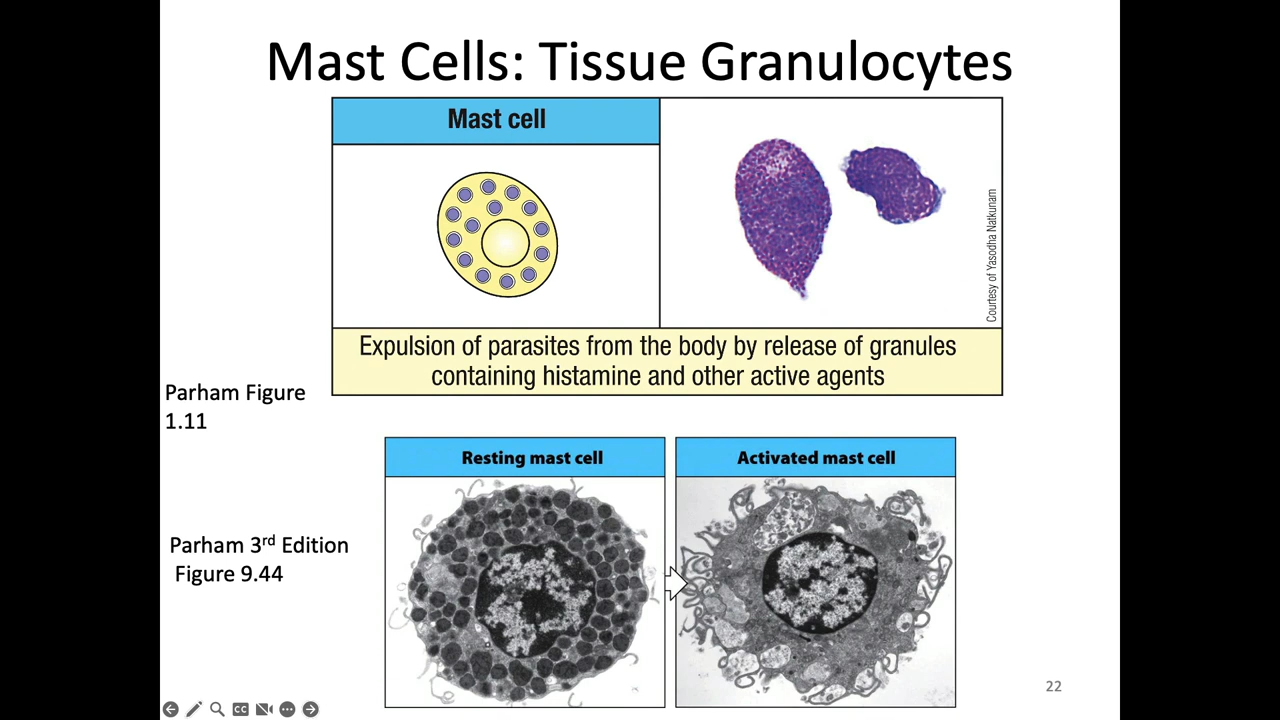 Mast Cells: Tissue Granulocytes
Mast cell
Courtesy of Yasodha Natkunam
Expulsion of parasites from the body by release of granules
containing histamine and other active agents
Parham Figure
1.11
Resting mast cell
Activated mast cell
Parham 3rd Edition
Figure 9.44
22
CC